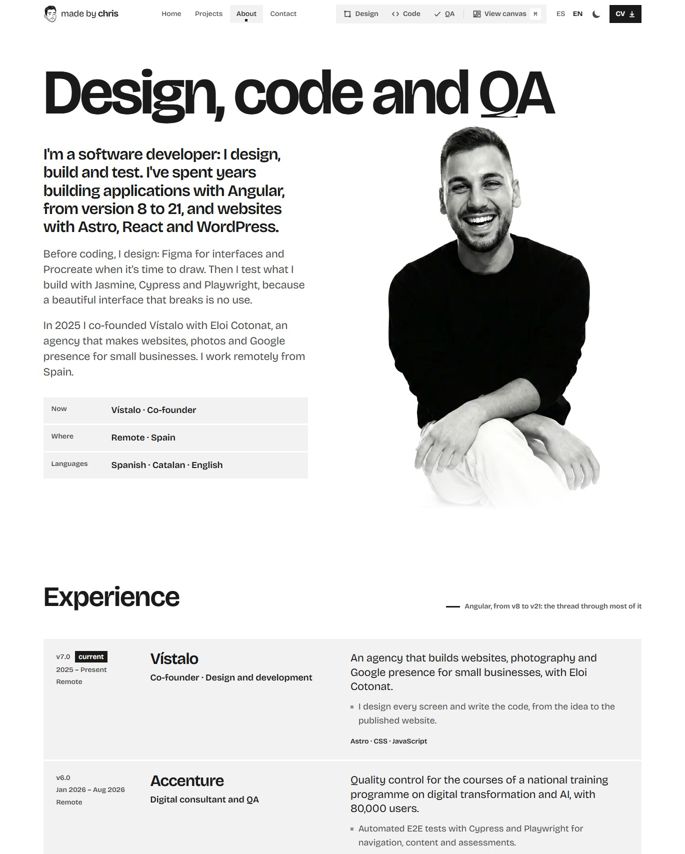 made by chris
Home
Projects
About
Contact
Design
Code
QA
View canvas
M
ES
EN
CV
Design, code and QA
I'm a software developer: I design,
build and test. I've spent years
building applications with Angular,
from version 8 to 21, and websites
with Astro, React and WordPress.
Before coding, I design: Figma for interfaces and
Procreate when it's time to draw. Then I test what I
build with Jasmine, Cypress and Playwright, because
a beautiful interface that breaks is no use.
In 2025 I co-founded Vístalo with Eloi Cotonat, an
agency that makes websites, photos and Google
presence for small businesses. I work remotely from
Spain.
Now
Vístalo · Co-founder
Where
Remote · Spain
Languages
Spanish · Catalan · English
Experience
Angular, from v8 to v21: the thread through most of it
v7.0 current
2025 – Present
Remote
Vístalo
Co-founder · Design and development
An agency that builds websites, photography and
Google presence for small businesses, with Eloi
Cotonat.
I design every screen and write the code, from the idea to the
published website.
Astro · CSS · JavaScript
v6.0
Jan 2026 – Aug 2026
Remote
Accenture
Digital consultant and QA
Quality control for the courses of a national training
programme on digital transformation and AI, with
80,000 users.
Automated E2E tests with Cypress and Playwright for
navigation, content and assessments.